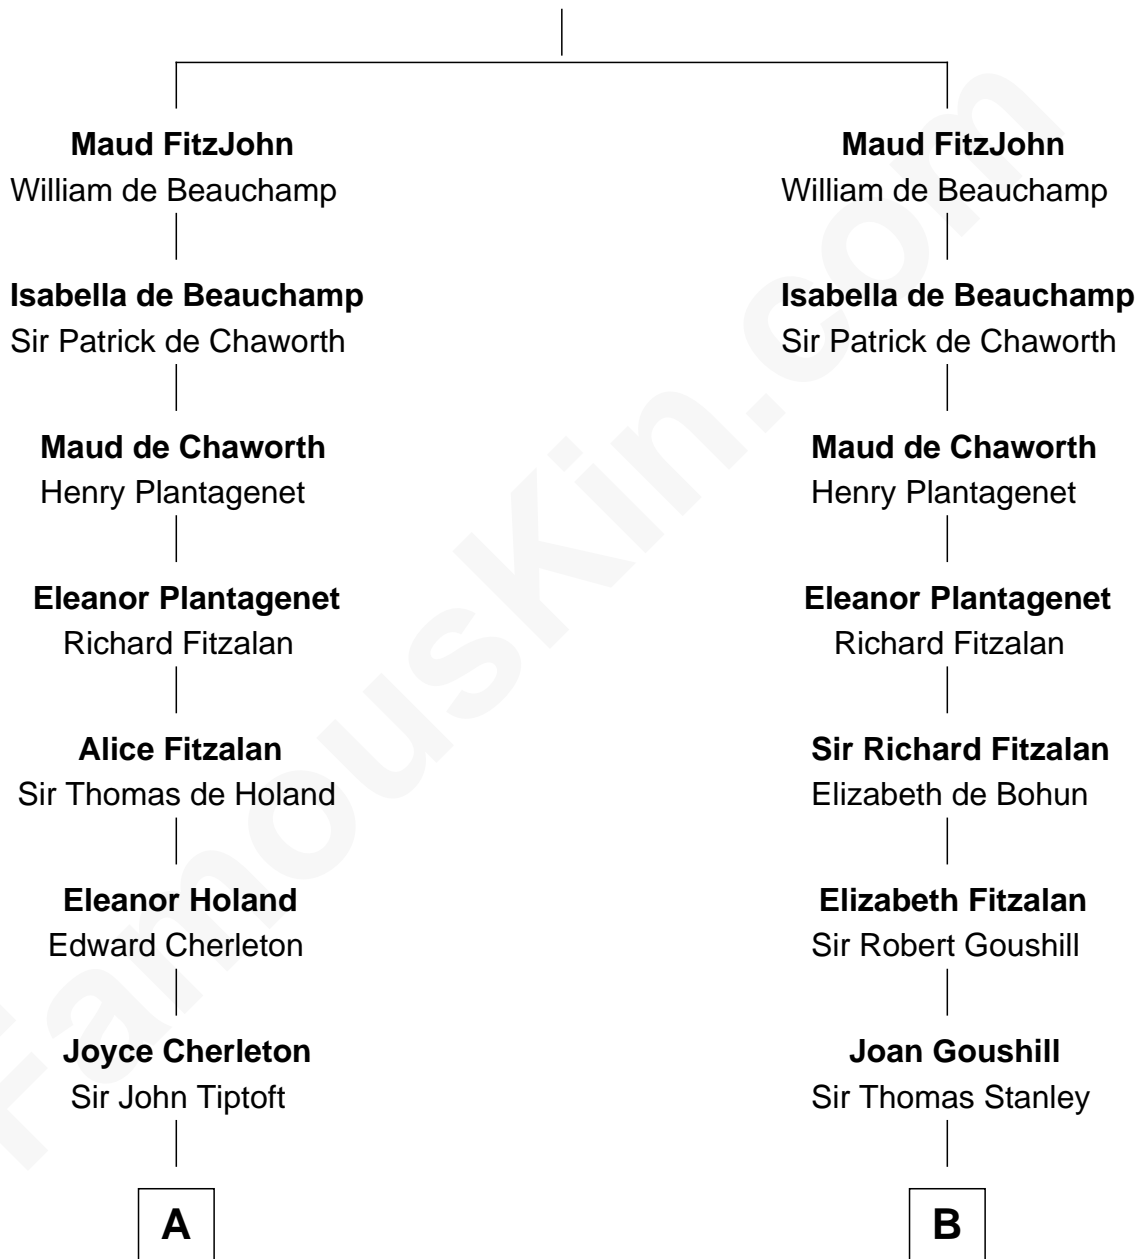 Maud FitzJohn
William de Beauchamp
Isabella de Beauchamp
Sir Patrick de Chaworth
Maud de Chaworth
Henry Plantagenet
Eleanor Plantagenet
Richard Fitzalan
Alice Fitzalan
Sir Thomas de Holand
Eleanor Holand
Edward Cherleton
Joyce Cherleton
Sir John Tiptoft
A
Maud FitzJohn
William de Beauchamp
Isabella de Beauchamp
Sir Patrick de Chaworth
Maud de Chaworth
Henry Plantagenet
Eleanor Plantagenet
Richard Fitzalan
Sir Richard Fitzalan
Elizabeth de Bohun
Elizabeth Fitzalan
Sir Robert Goushill
Joan Goushill
Sir Thomas Stanley
B
FamousKin.com